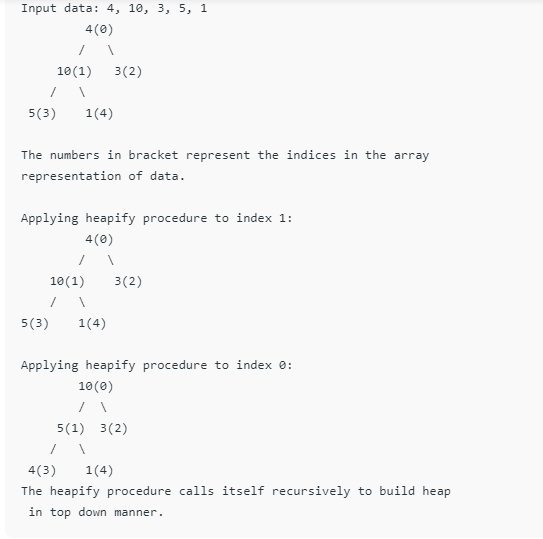 Input data: 4, 10, 3, 5, 1
         4(0)
        /   \
     10(1)   3(2)
    /   \
 5(3)    1(4)

The numbers in bracket represent the indices in the array
representation of data.

Applying heapify procedure to index 1:
         4(0)
        /   \
    10(1)    3(2)
    /   \
5(3)    1(4)

Applying heapify procedure to index 0:
        10(0)
        /  \
     5(1)  3(2)
    /   \
 4(3)    1(4)
The heapify procedure calls itself recursively to build heap
 in top down manner.